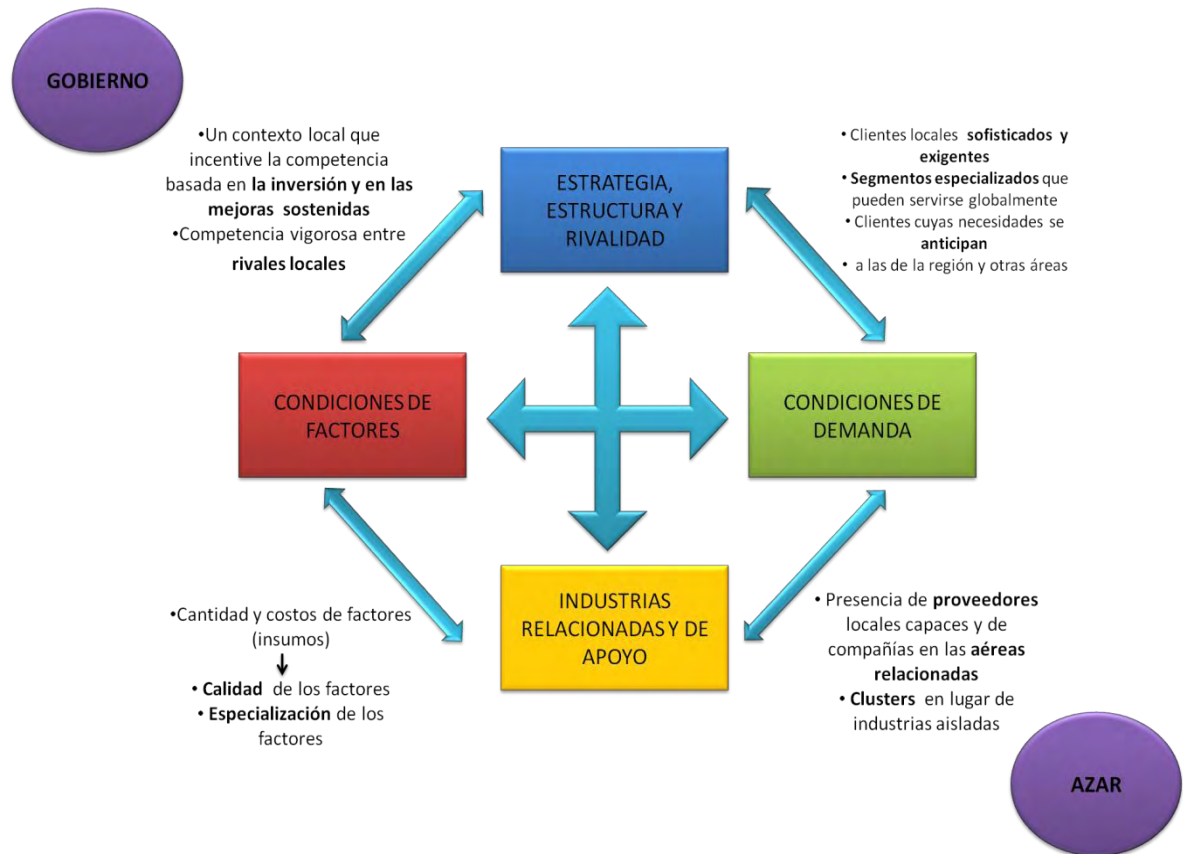 GOBIERNO
•Un contexto local que
incentive la competencia
basada en la inversión y en las
mejoras sostenidas
•Competencia vigorosa entre
rivales locales
ESTRATEGIA,
ESTRUCTURA Y
RIVALIDAD
• Clientes locales sofisticados y
exigentes
• Segmentos especializados que
pueden servirse globalmente
• Clientes cuyas necesidades se
anticipan
• a las de la región y otras áreas
CONDICIONES DE
FACTORES
CONDICIONES DE
DEMANDA
•Cantidad y costos de factores
(insumos)
• Calidad de los factores
• Especialización de los
factores
INDUSTRIAS
RELACIONADAS Y DE
APOYO
• Presencia de proveedores
locales capaces y de
compañías en las aéreas
relacionadas
• Clusters en lugar de
industrias aisladas
AZAR